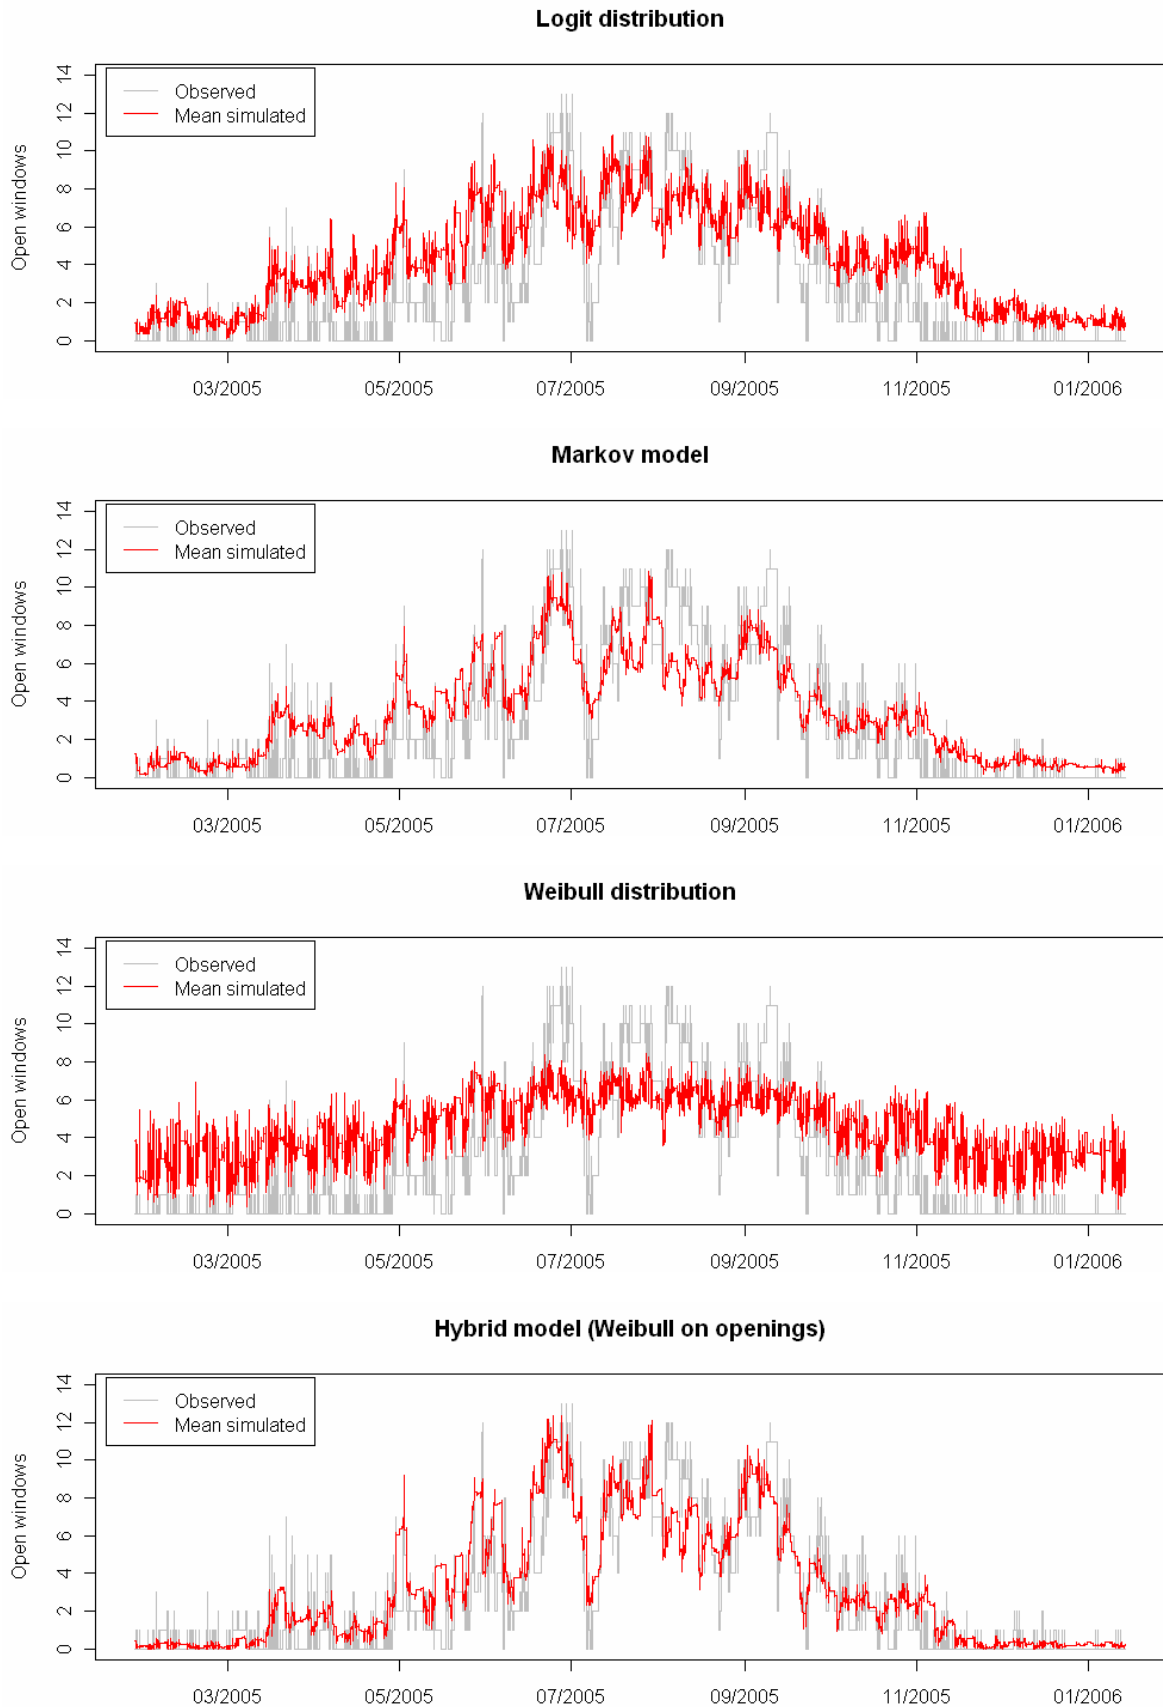 Logit distribution
Observed
Mean simulated
Open windows
0 2 4 6 8 10 12 14
03/2005 05/2005 07/2005 09/2005 11/2005 01/2006
Markov model
Observed
Mean simulated
Open windows
0 2 4 6 8 10 12 14
03/2005 05/2005 07/2005 09/2005 11/2005 01/2006
Weibull distribution
Observed
Mean simulated
Open windows
0 2 4 6 8 10 12 14
03/2005 05/2005 07/2005 09/2005 11/2005 01/2006
Hybrid model (Weibull on openings)
Observed
Mean simulated
Open windows
0 2 4 6 8 10 12 14
03/2005 05/2005 07/2005 09/2005 11/2005 01/2006